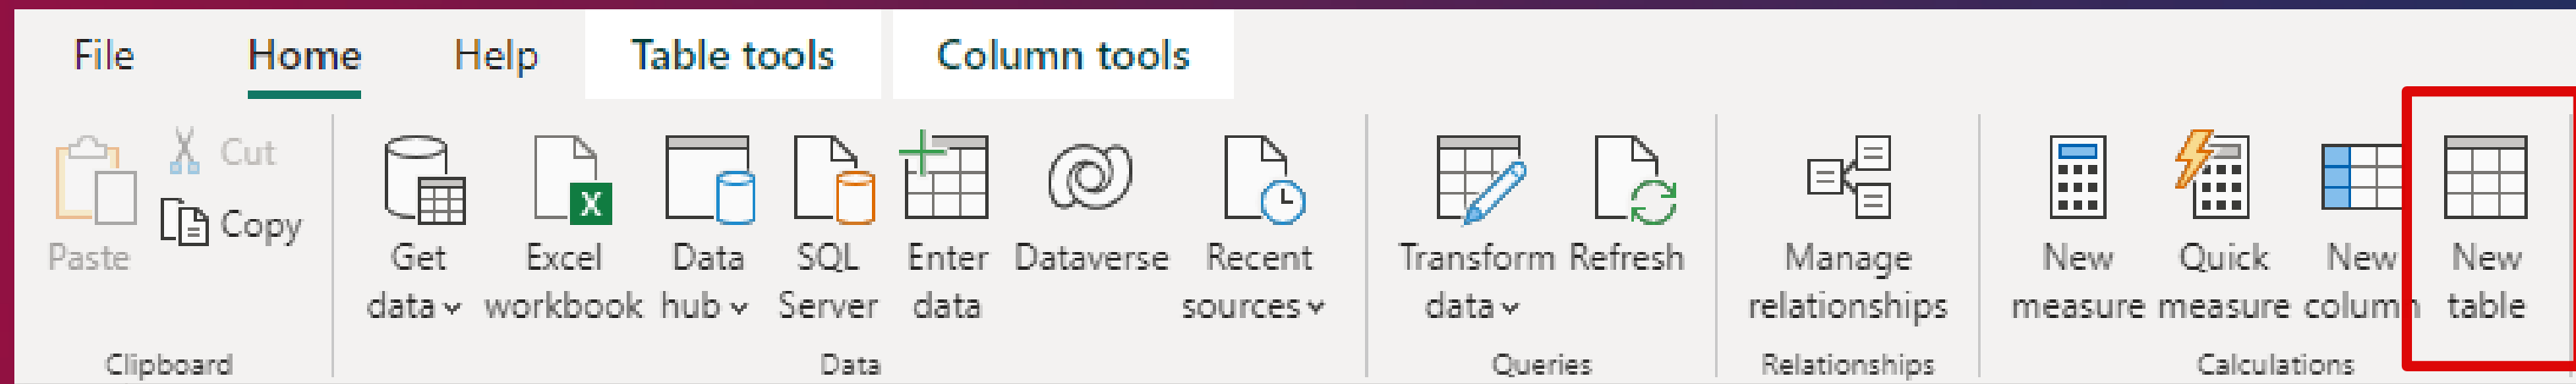 File Home Help Table tools Column tools
Paste
Cut
Copy
Clipboard
Get
data
Excel
workbook
X
Data
hub
SQL
Server
Enter
data
Dataverse
Recent
sources
Data
Transform
data
Refresh
Queries
Manage
relationships
Relationships
New
measure
Quick
measure
New
column
New
table
Calculations